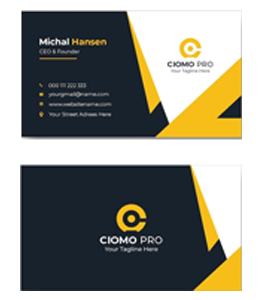 Michal Hansen
CEO & Founder
000 111 222 333
yourgmail@name.com
www.websitename.com
Your Street Adrees Here
CIOMO PRO
Your Tagline Here
CIOMO PRO
Your Tagline Here